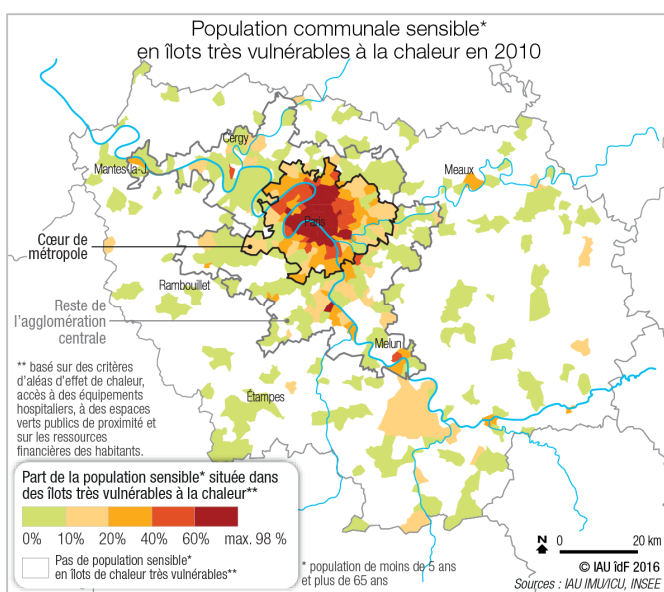 Population communale sensible*
en îlots très vulnérables à la chaleur en 2010
Cergy
Mantes-la-J.
Meaux
Paris
Cœur de
métropole
Rambouillet
Reste de
l'agglomération
centrale
Melun
** basé sur des critères
d'aléas d'effet de chaleur,
accès à des équipements
hospitaliers, à des espaces
verts publics de proximité et
sur les ressources
financières des habitants.
Étampes
Part de la population sensible* située dans
des îlots très vulnérables à la chaleur**
0% 10% 20% 40% 60% max. 98 %
Pas de population sensible*
en îlots de chaleur très vulnérables**
* population de moins de 5 ans
et plus de 65 ans
N 0 20 km
© IAU îdF 2016
Sources : IAU IMU/ICU, INSEE